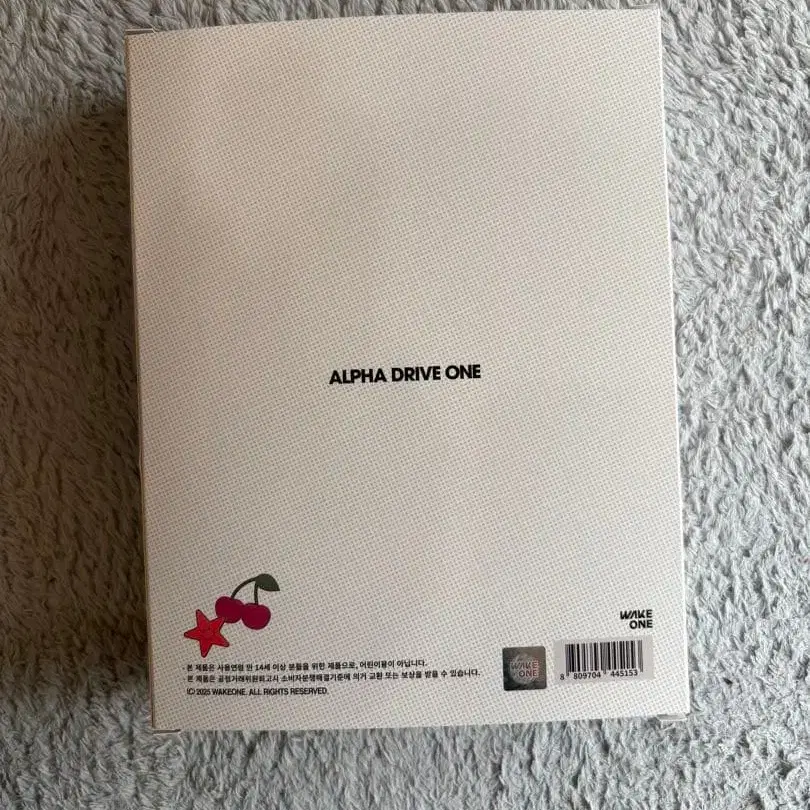 ALPHA DRIVE ONE
WAKE
ONE
· 본 제품은 사용연령 만 14세 이상 분들을 위한 제품으로, 어린이용이 아닙니다.
· 본 제품은 공정거래위원회고시 소비자분쟁해결기준에 의거 교환 또는 보상을 받을 수 있습니다.
(C) 2025 WAKEONE. ALL RIGHTS RESERVED.
WAKE
ONE
8 809704 445153